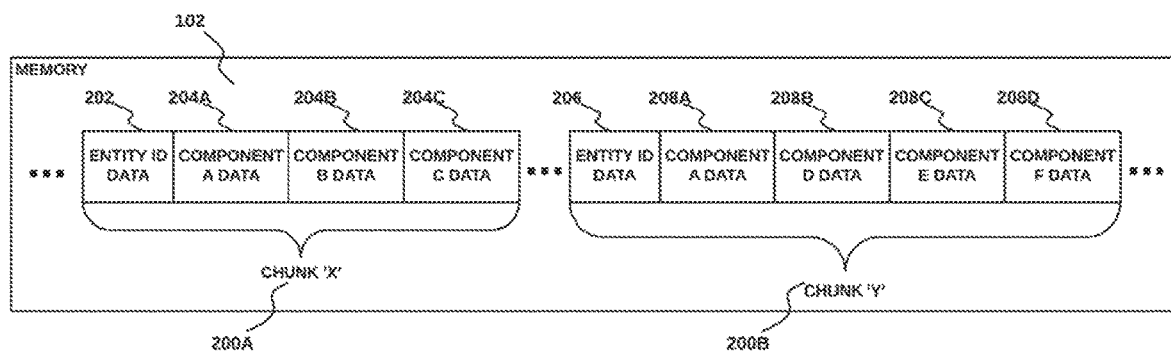 102
MEMORY
202 204A 204B 204C 206 208A 208B 208C 208D
ENTITY ID COMPONENT COMPONENT COMPONENT ENTITY ID COMPONENT COMPONENT COMPONENT COMPONENT
DATA A DATA B DATA C DATA DATA A DATA D DATA E DATA F DATA
CHUNK 'X'
CHUNK 'Y'
200A 200B